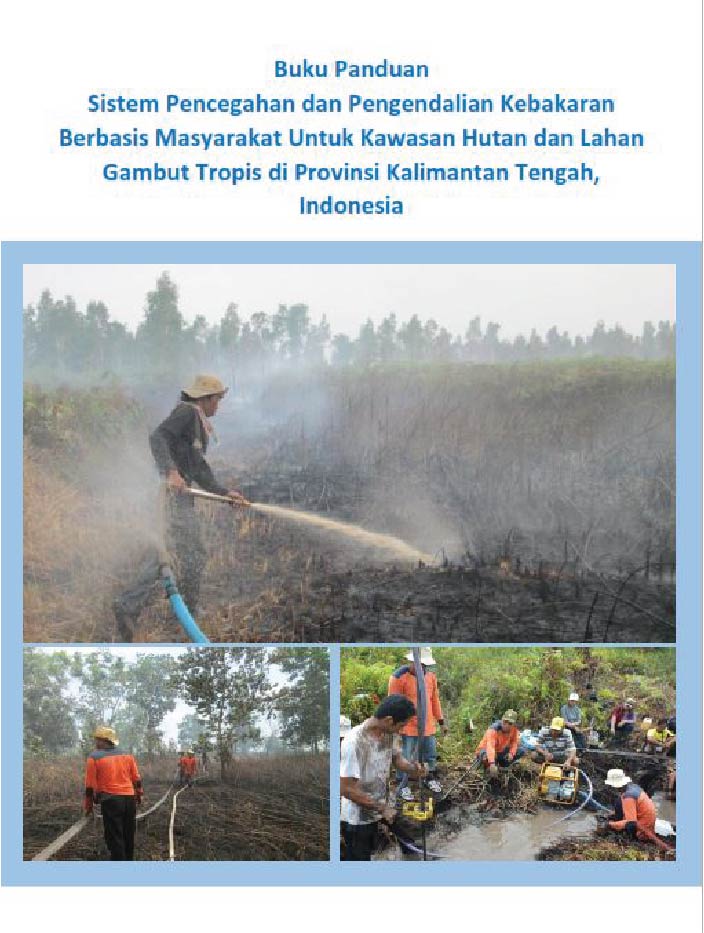 Buku Panduan
Sistem Pencegahan dan Pengendalian Kebakaran
Berbasis Masyarakat Untuk Kawasan Hutan dan Lahan
Gambut Tropis di Provinsi Kalimantan Tengah,
Indonesia